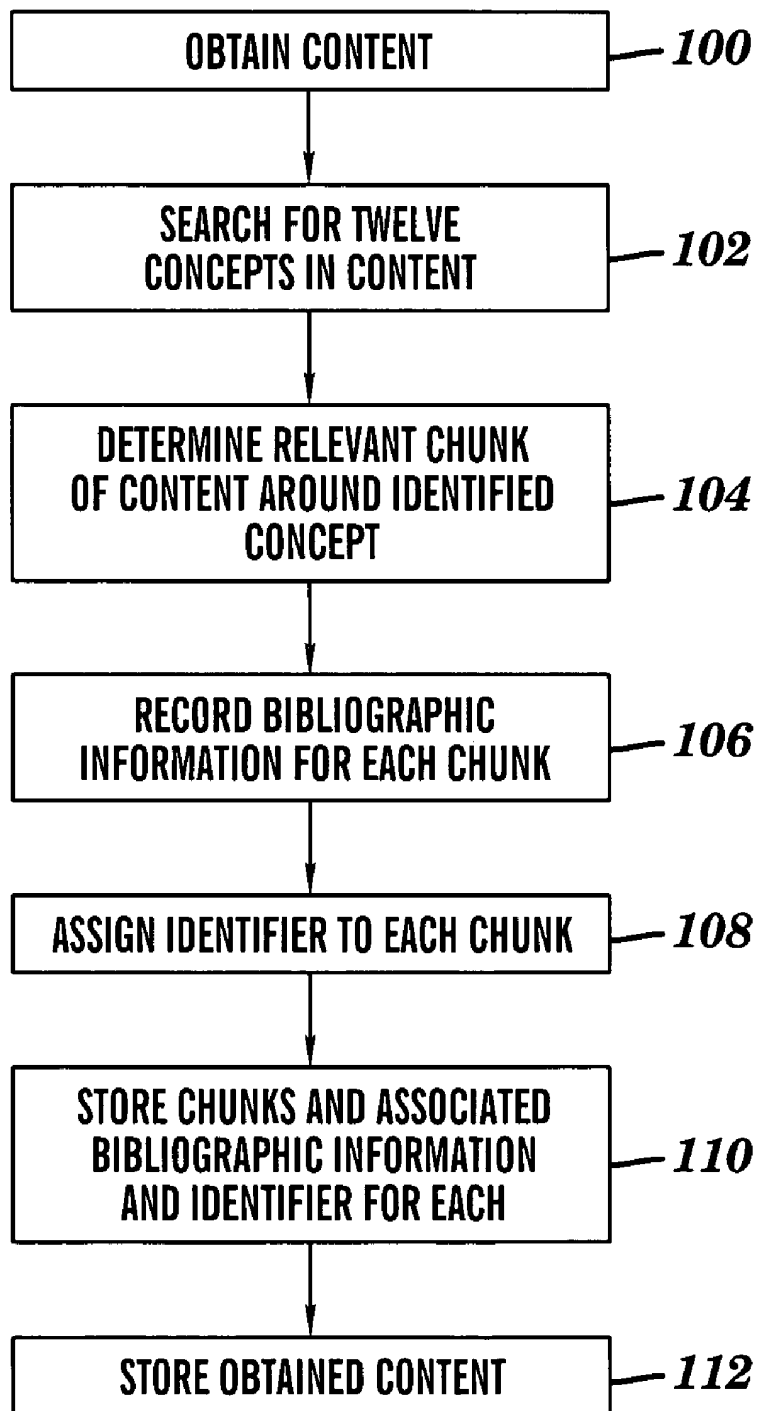 OBTAIN CONTENT
100
SEARCH FOR TWELVE
CONCEPTS IN CONTENT
102
DETERMINE RELEVANT CHUNK
OF CONTENT AROUND IDENTIFIED
CONCEPT
104
RECORD BIBLIOGRAPHIC
INFORMATION FOR EACH CHUNK
106
ASSIGN IDENTIFIER TO EACH CHUNK
108
STORE CHUNKS AND ASSOCIATED
BIBLIOGRAPHIC INFORMATION
AND IDENTIFIER FOR EACH
110
STORE OBTAINED CONTENT
112